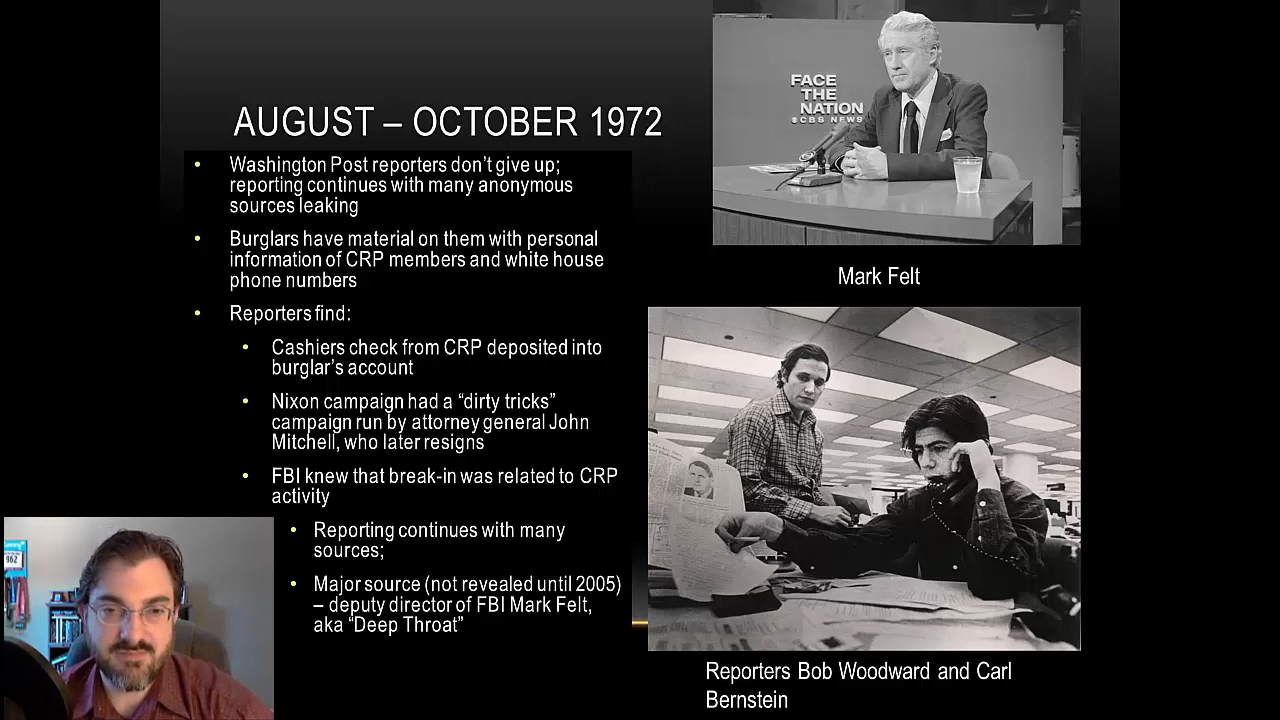 AUGUST – OCTOBER 1972
• Washington Post reporters don't give up;
reporting continues with many anonymous
sources leaking
• Burglars have material on them with personal
information of CRP members and white house
phone numbers
• Reporters find:
• Cashiers check from CRP deposited into
burglar's account
• Nixon campaign had a “dirty tricks”
campaign run by attorney general John
Mitchell, who later resigns
• FBI knew that break-in was related to CRP
activity
• Reporting continues with many
sources;
• Major source (not revealed until 2005)
– deputy director of FBI Mark Felt,
aka “Deep Throat”
FACE
THE
NATION
CBS NEWS
Mark Felt
Reporters Bob Woodward and Carl
Bernstein
962